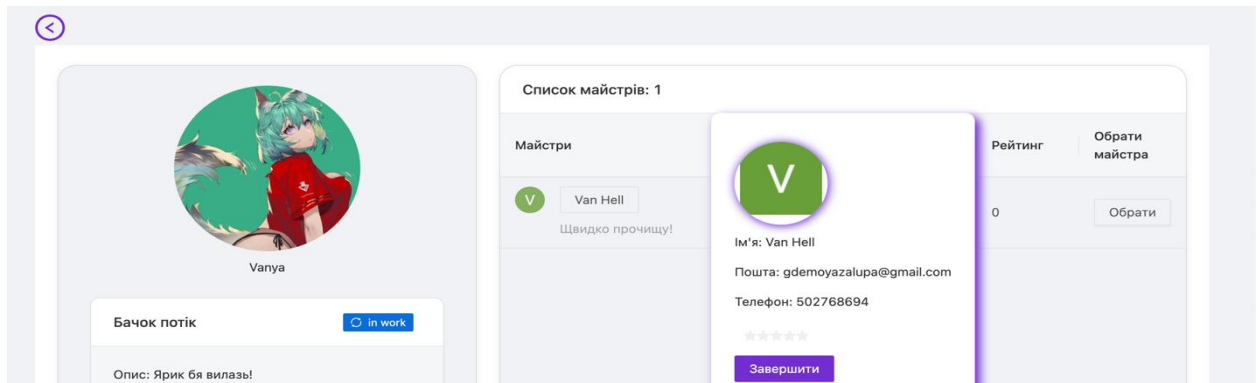 Vanya
Бачок потік
in work
Опис: Ярик бя вилазь!
Список майстрів: 1
Майстри
Рейтинг
Обрати
майстра
V
Van Hell
Щвидко прочищу!
0
Обрати
V
Ім'я: Van Hell
Пошта: gdemoyazalupa@gmail.com
Телефон: 502768694
Завершити